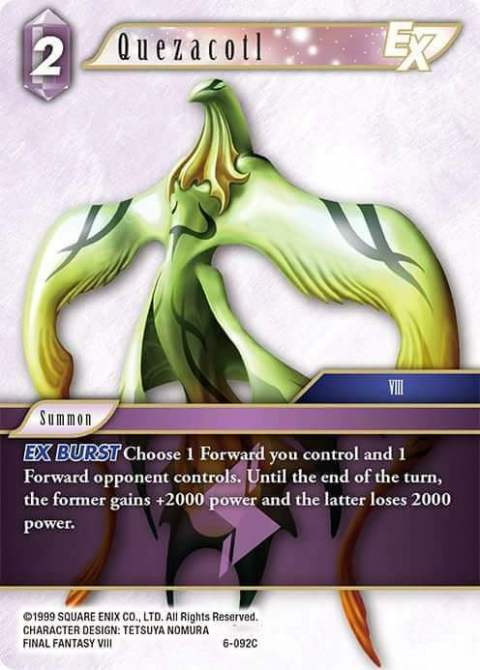 2
Quezacotl
EX
VIII
Summon
EX BURST Choose 1 Forward you control and 1
Forward opponent controls. Until the end of the turn,
the former gains +2000 power and the latter loses 2000
power.
©1999 SQUARE ENIX CO., LTD. All Rights Reserved.
CHARACTER DESIGN: TETSUYA NOMURA
FINAL FANTASY VIII 6-092C